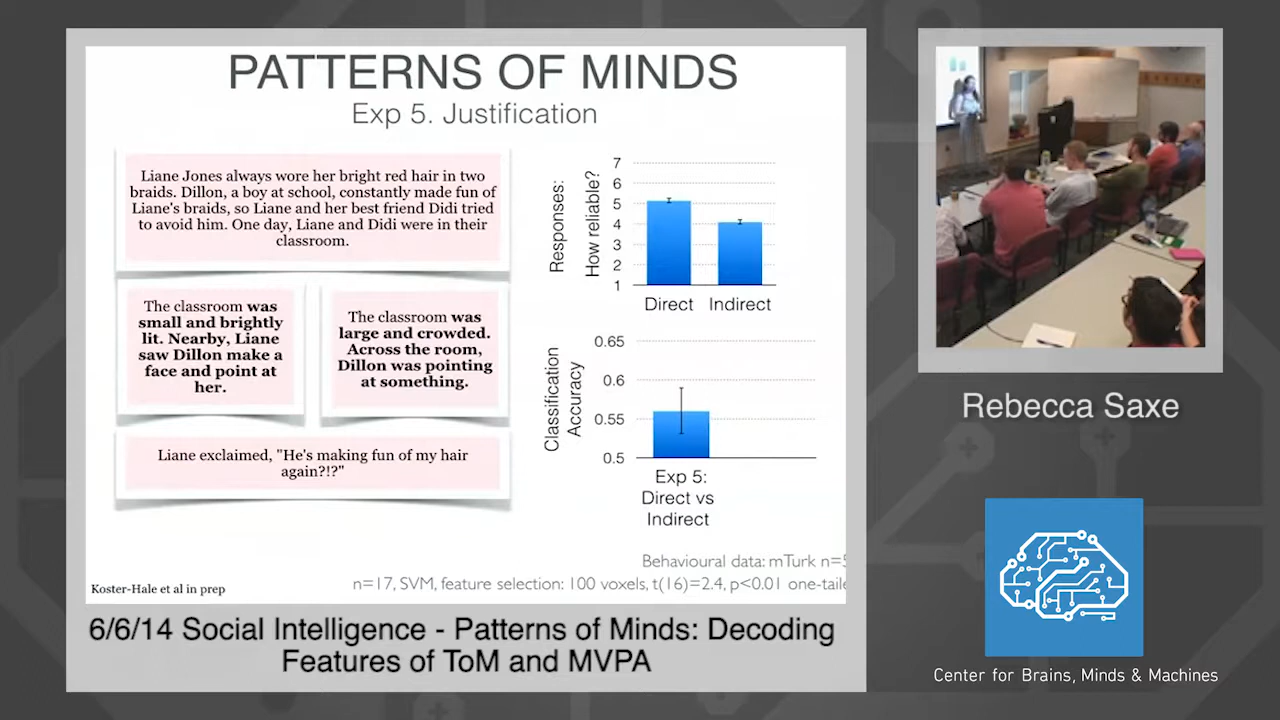 PATTERNS OF MINDS
Exp 5. Justification
Liane Jones always wore her bright red hair in two
braids. Dillon, a boy at school, constantly made fun of
Liane's braids, so Liane and her best friend Didi tried
to avoid him. One day, Liane and Didi were in their
classroom.
The classroom was
small and brightly
lit. Nearby, Liane
saw Dillon make a
face and point at
her.
The classroom was
large and crowded.
Across the room,
Dillon was pointing
at something.
Liane exclaimed, "He's making fun of my hair
again?!?"
Responses:
How reliable?
7
6
5
4
3
2
1
Direct Indirect
Classification
Accuracy
0.65
0.6
0.55
0.5
Exp 5:
Direct vs
Indirect
Behavioural data: mTurk n=5
n=17, SVM, feature selection: 100 voxels, t(16)=2.4, p<0.01 one-taile
Koster-Hale et al in prep
6/6/14 Social Intelligence - Patterns of Minds: Decoding
Features of ToM and MVPA
Rebecca Saxe
Center for Brains, Minds & Machines